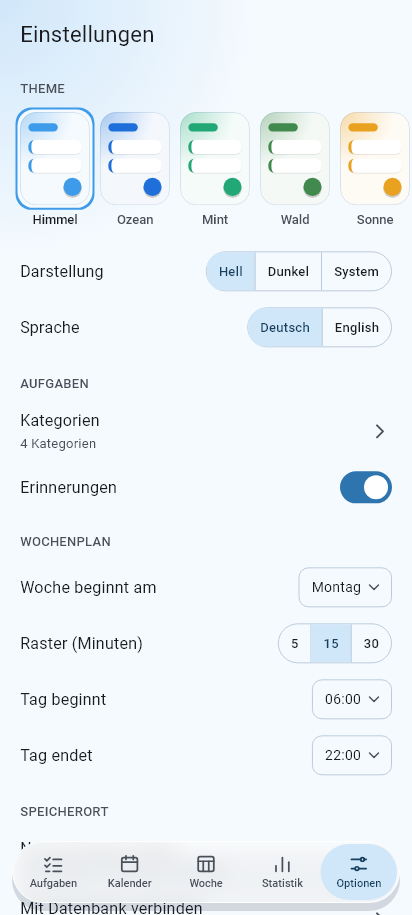 Einstellungen
THEME
Himmel Ozean Mint Wald Sonne
Darstellung Hell Dunkel System
Sprache Deutsch English
AUFGABEN
Kategorien
4 Kategorien
Erinnerungen
WOCHENPLAN
Woche beginnt am Montag
Raster (Minuten) 5 15 30
Tag beginnt 06:00
Tag endet 22:00
SPEICHERORT
Aufgaben Kalender Woche Statistik Optionen
Mit Datenbank verbinden